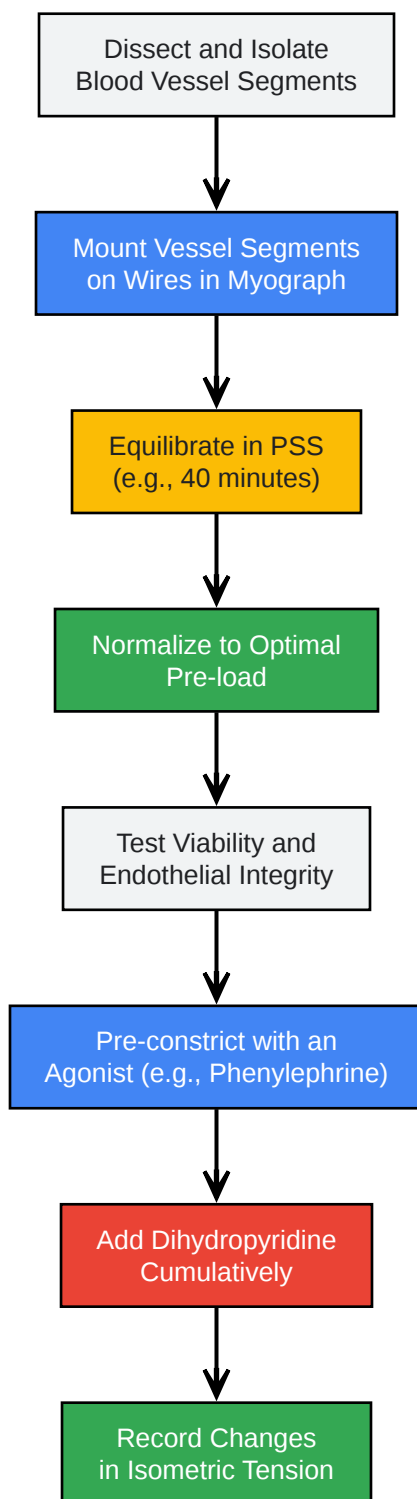 Dissect and Isolate
Blood Vessel Segments
Mount Vessel Segments
on Wires in Myograph
Equilibrate in PSS
(e.g., 40 minutes)
Normalize to Optimal
Pre-load
Test Viability and
Endothelial Integrity
Pre-constrict with an
Agonist (e.g., Phenylephrine)
Add Dihydropyridine
Cumulatively
Record Changes
in Isometric Tension